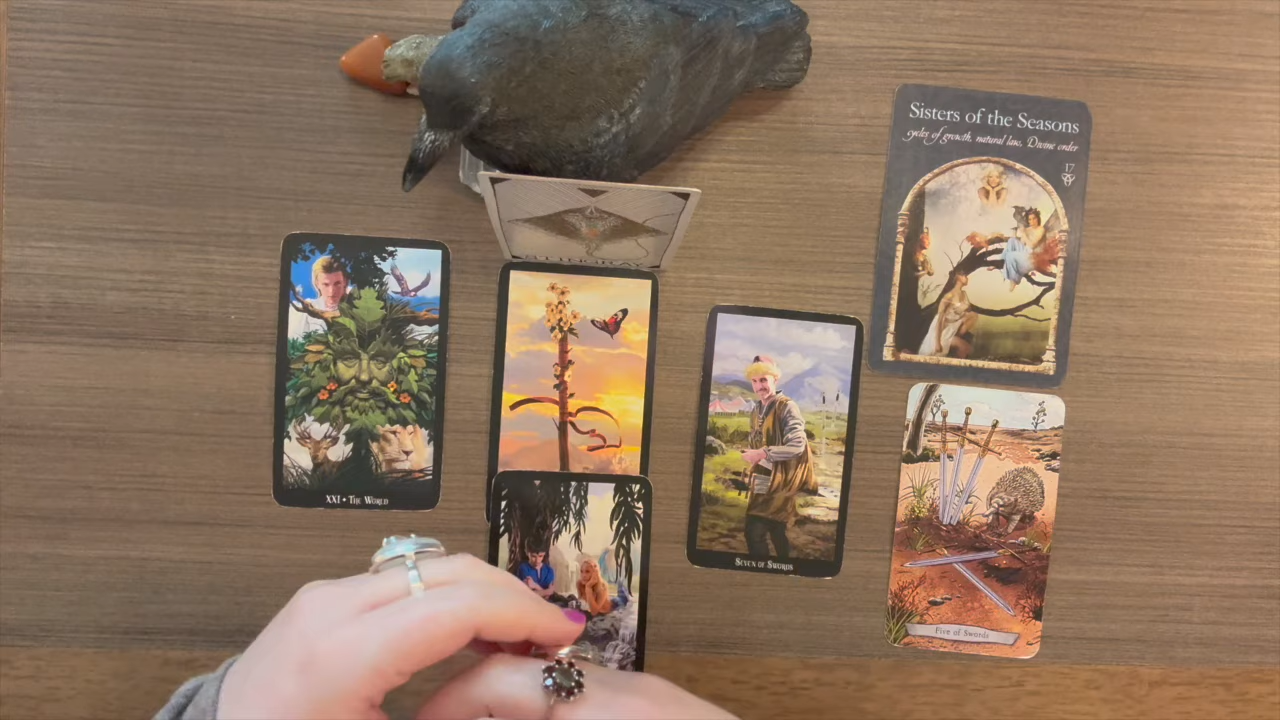 Sisters of the Seasons
cycles of growth, natural law, Divine order
17
STINGRAY
XXI • The World
Seven of Swords
Five of Swords